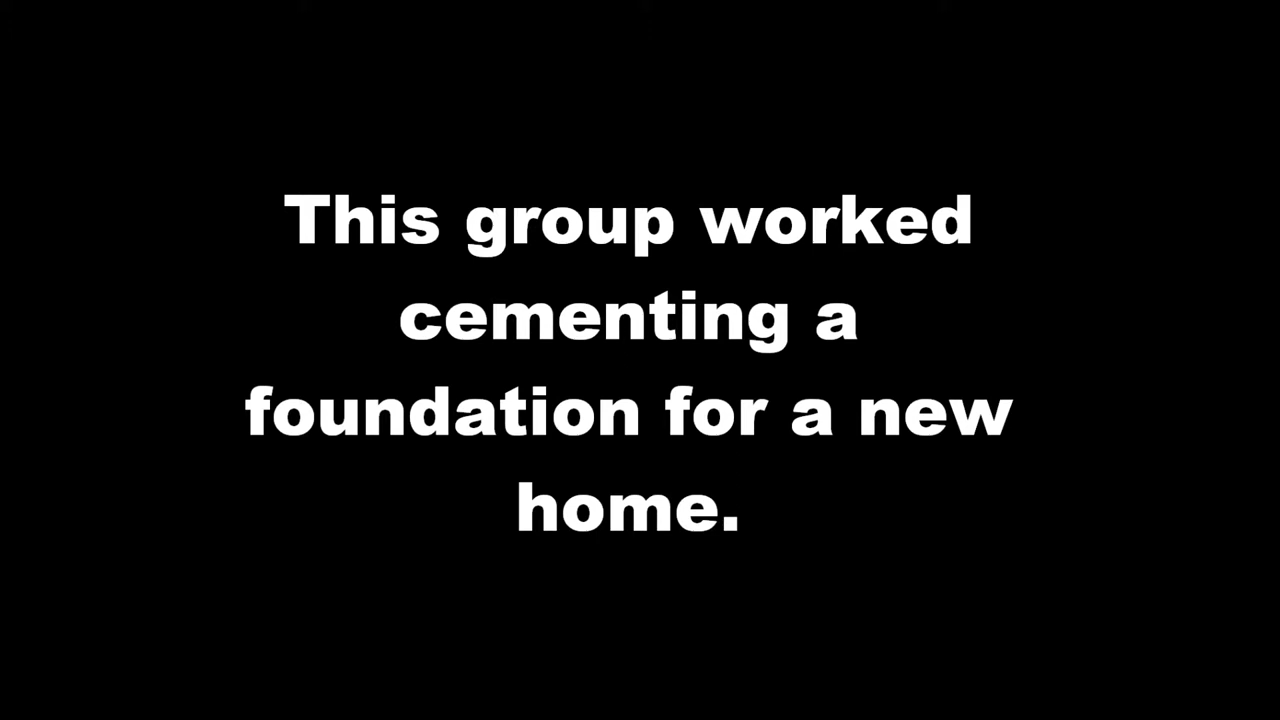 This group worked
cementing a
foundation for a new
home.